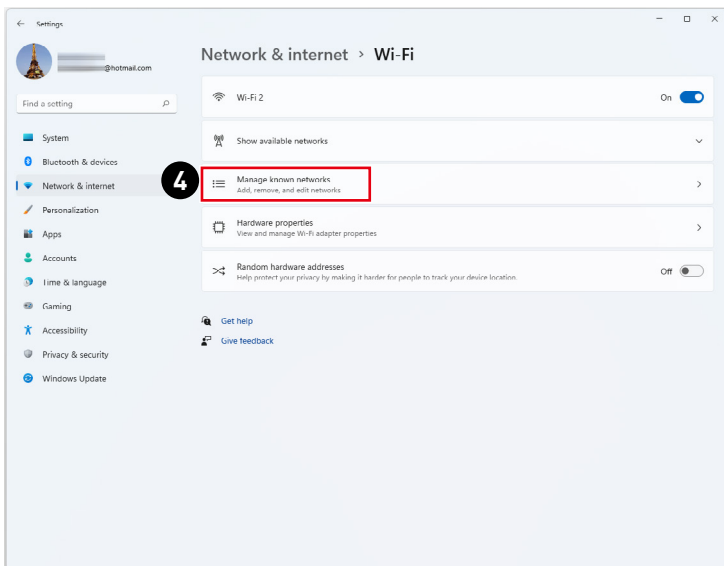 Settings
@hotmail.com
Find a setting
System
Bluetooth & devices
Network & internet
Personalization
Apps
Accounts
Time & language
Gaming
Accessibility
Privacy & security
Windows Update
Network & internet > Wi-Fi
Wi-Fi 2
On
Show available networks
4
Manage known networks
Add, remove, and edit networks
Hardware properties
View and manage Wi-Fi adapter properties
Random hardware addresses
Help protect your privacy by making it harder for people to track your device location.
Off
Get help
Give feedback